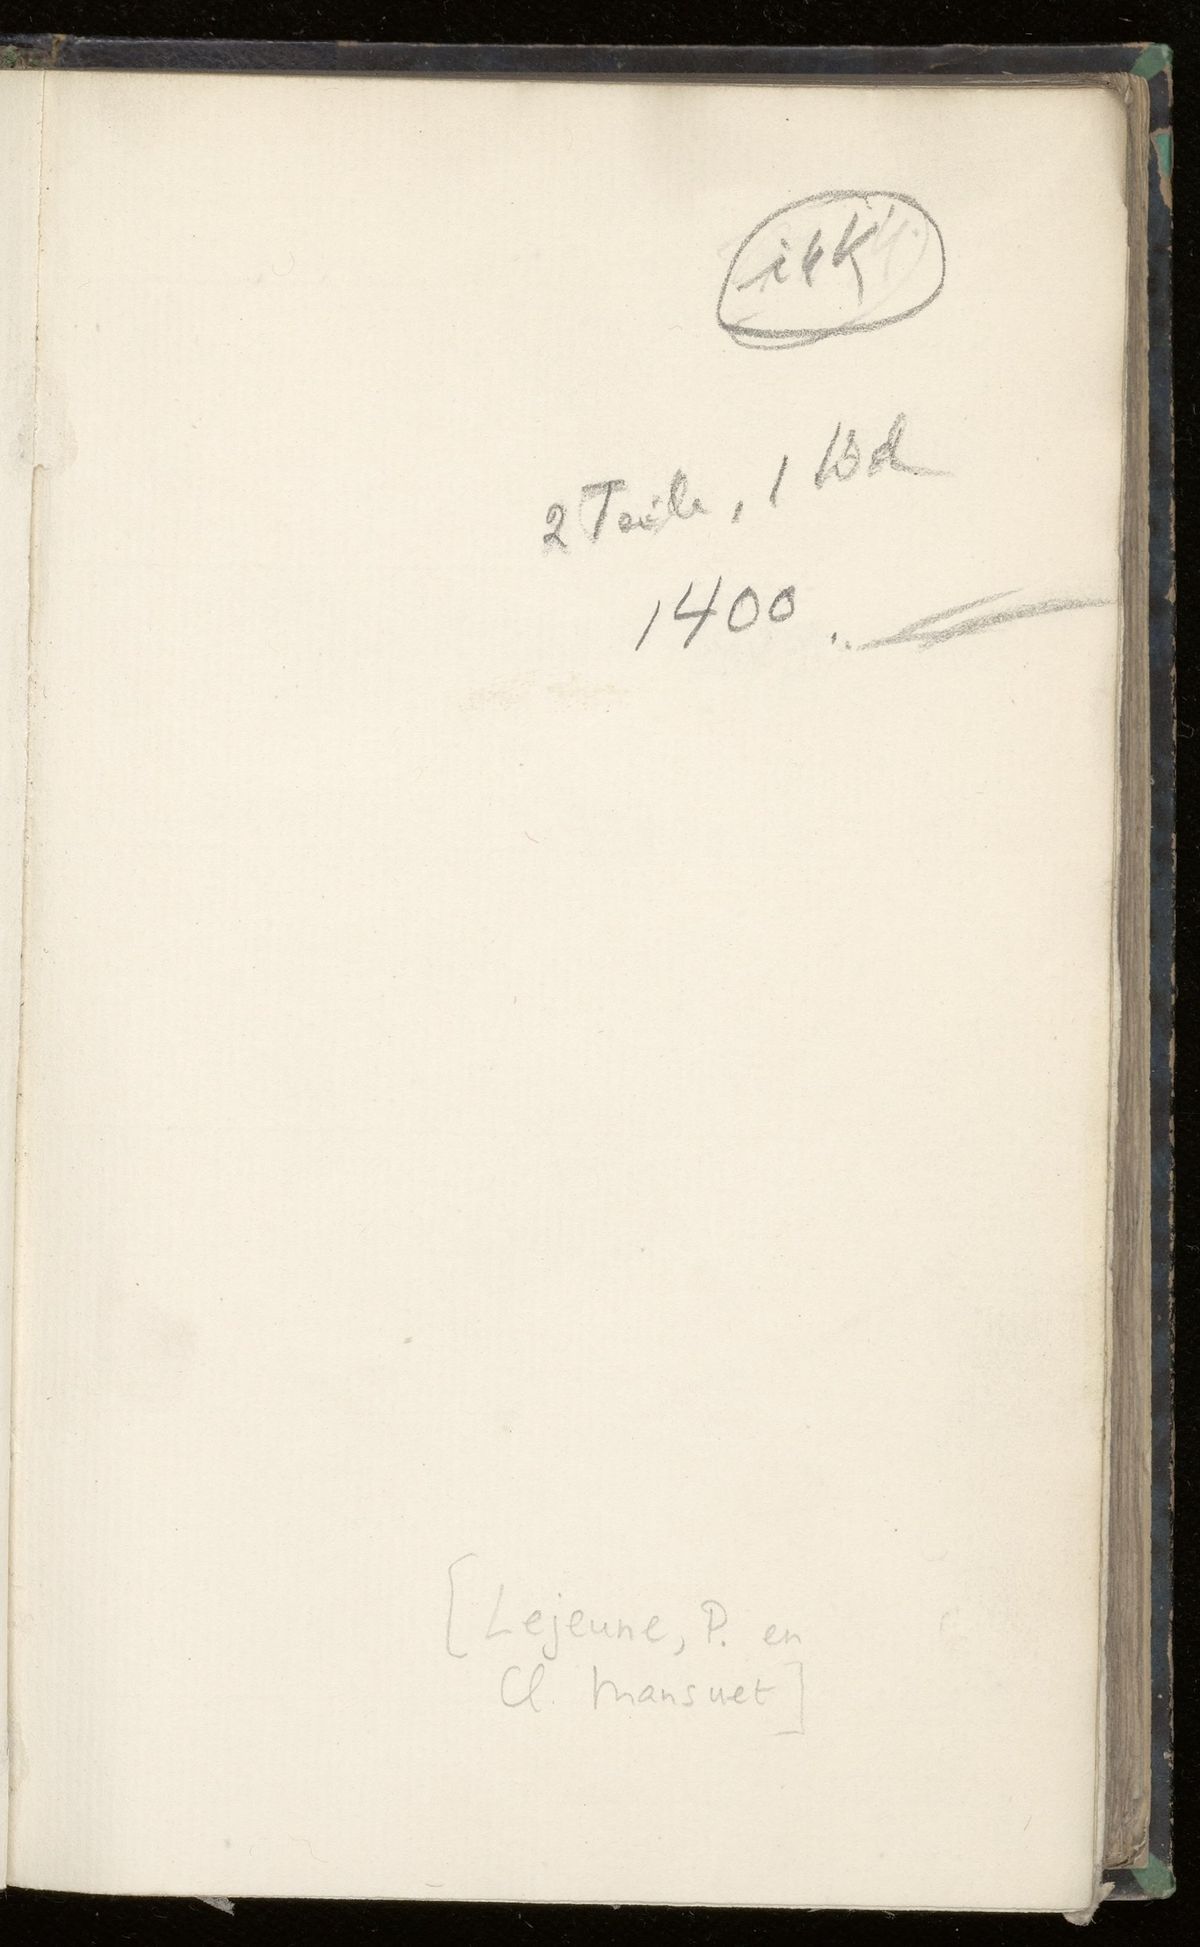 2 Teile, 1 Bd
1400.
[Lejeune, P. en
Cl. Mansuet]